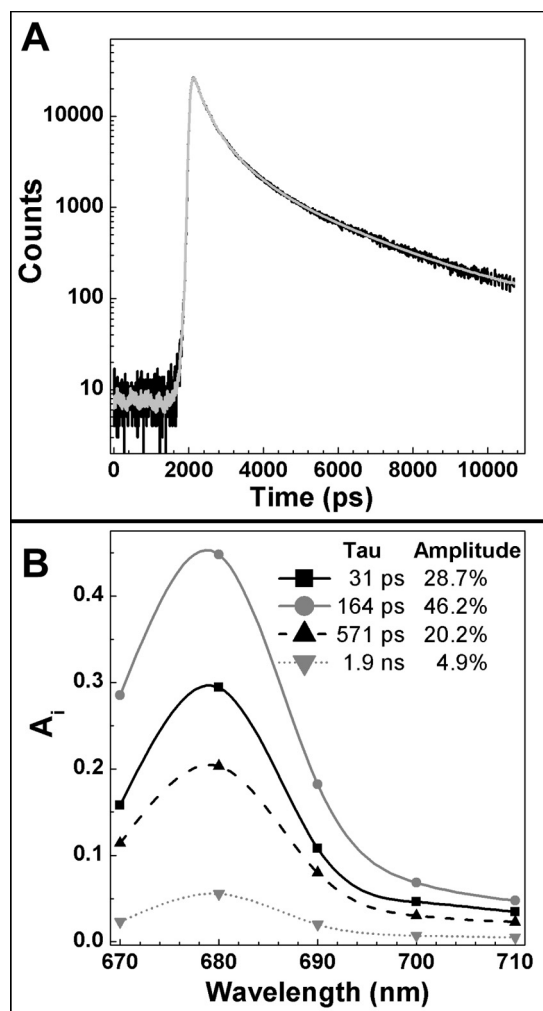 A
10000
1000
100
10
Counts
0 2000 4000 6000 8000 10000
Time (ps)
B
Tau Amplitude
31 ps 28.7%
164 ps 46.2%
571 ps 20.2%
1.9 ns 4.9%
0.4
0.3
0.2
0.1
0.0
Ai
670 680 690 700 710
Wavelength (nm)